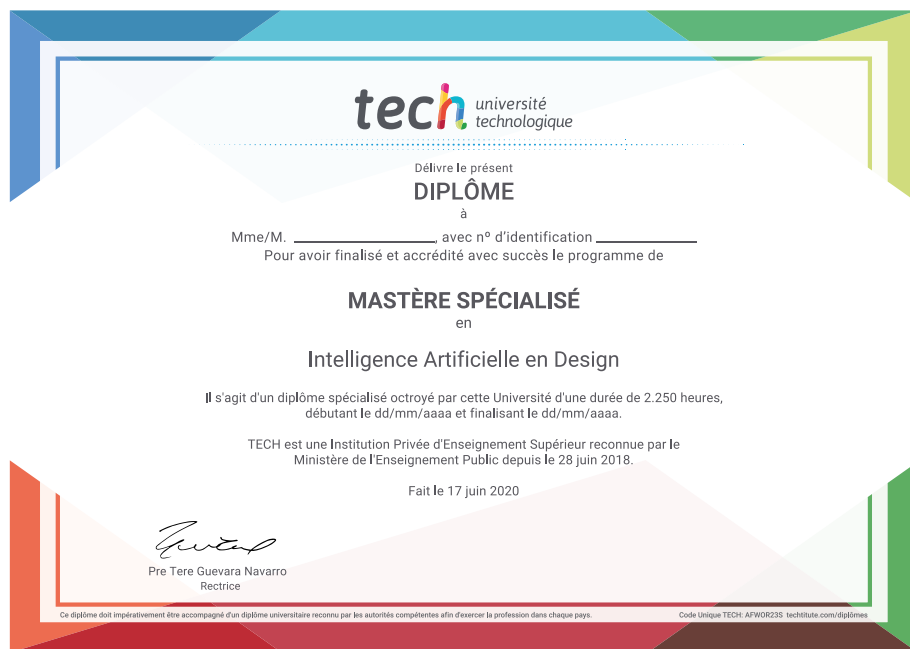 tech université
technologique
Délivre le présent
DIPLÔME
à
Mme/M. ____________, avec nº d'identification ____________
Pour avoir finalisé et accrédité avec succès le programme de
MASTÈRE SPÉCIALISÉ
en
Intelligence Artificielle en Design
Il s'agit d'un diplôme spécialisé octroyé par cette Université d'une durée de 2.250 heures,
débutant le dd/mm/aaaa et finalisant le dd/mm/aaaa.
TECH est une Institution Privée d'Enseignement Supérieur reconnue par le
Ministère de l'Enseignement Public depuis le 28 juin 2018.
Fait le 17 juin 2020
Pre Tere Guevara Navarro
Rectrice
Ce diplôme doit impérativement être accompagné d'un diplôme universitaire reconnu par les autorités compétentes afin d'exercer la profession dans chaque pays.
Code Unique TECH: AFWOR23S techtitute.com/diplômes